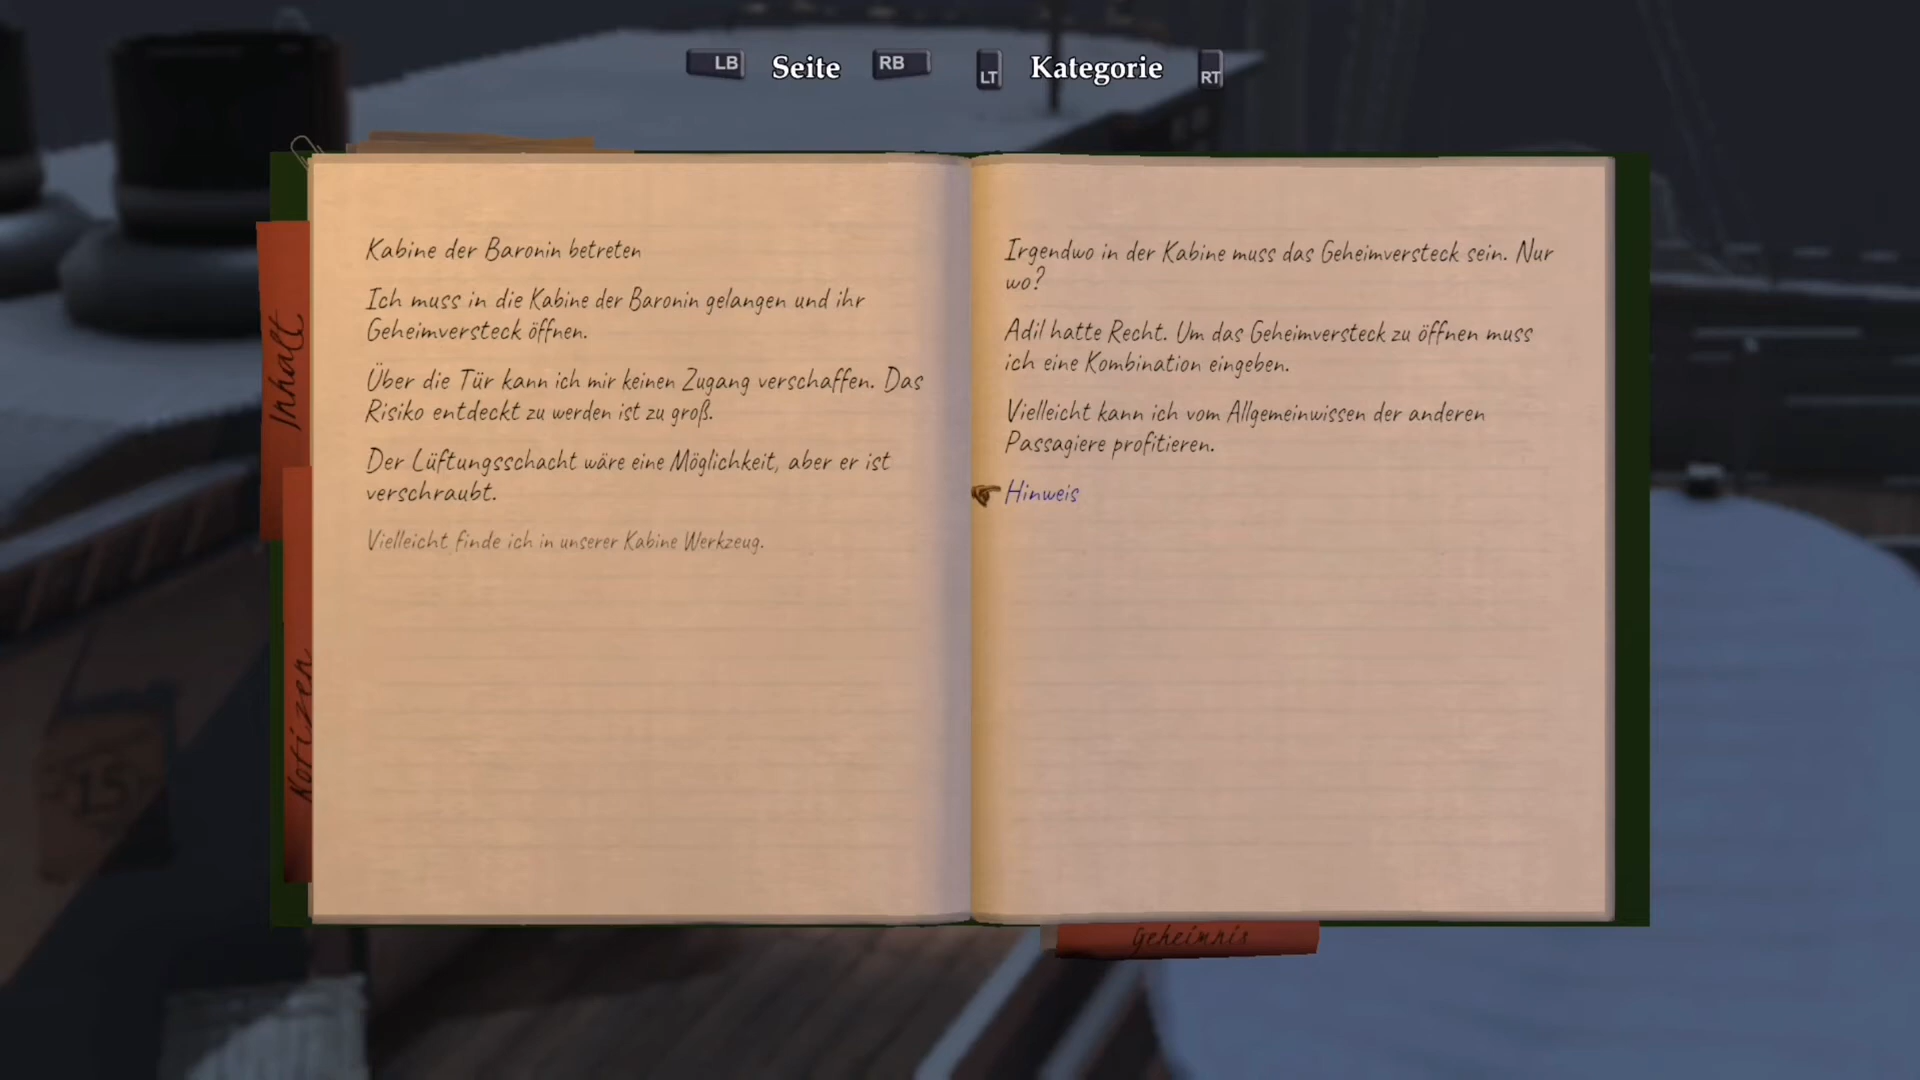 LB Seite RB LT Kategorie RT
Kabine der Baronin betreten
Ich muss in die Kabine der Baronin gelangen und ihr
Geheimversteck öffnen.
Über die Tür kann ich mir keinen Zugang verschaffen. Das
Risiko entdeckt zu werden ist zu groß.
Der Lüftungsschacht wäre eine Möglichkeit, aber er ist
verschraubt.
Vielleicht finde ich in unserer Kabine Werkzeug.
Irgendwo in der Kabine muss das Geheimversteck sein. Nur
wo?
Adil hatte Recht. Um das Geheimversteck zu öffnen muss
ich eine Kombination eingeben.
Vielleicht kann ich vom Allgemeinwissen der anderen
Passagiere profitieren.
Hinweis
Inhalt
Notizen
Geheimnis
15